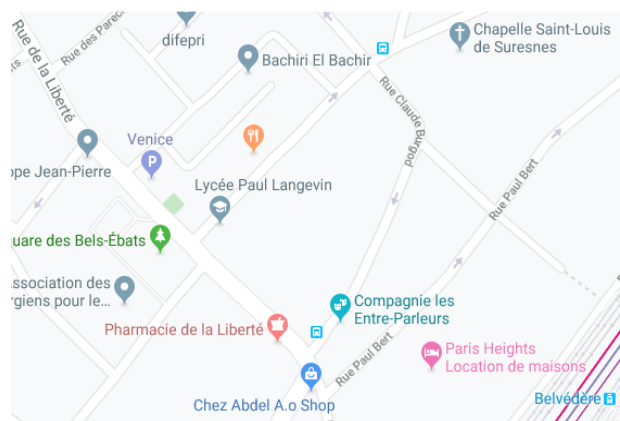 Rue de la Liberté
Rue des Parec
difepri
Bachiri El Bachir
Chapelle Saint-Louis
de Suresnes
Rue Claude Burgod
Venice
P
ope Jean-Pierre
Lycée Paul Langevin
Rue Paul Bert
uare des Bels-Ébats
ssociation des
rgiens pour le...
Compagnie les
Entre-Parleurs
Pharmacie de la Liberté
Rue Paul Bert
Paris Heights
Location de maisons
Chez Abdel A.o Shop
Belvédère